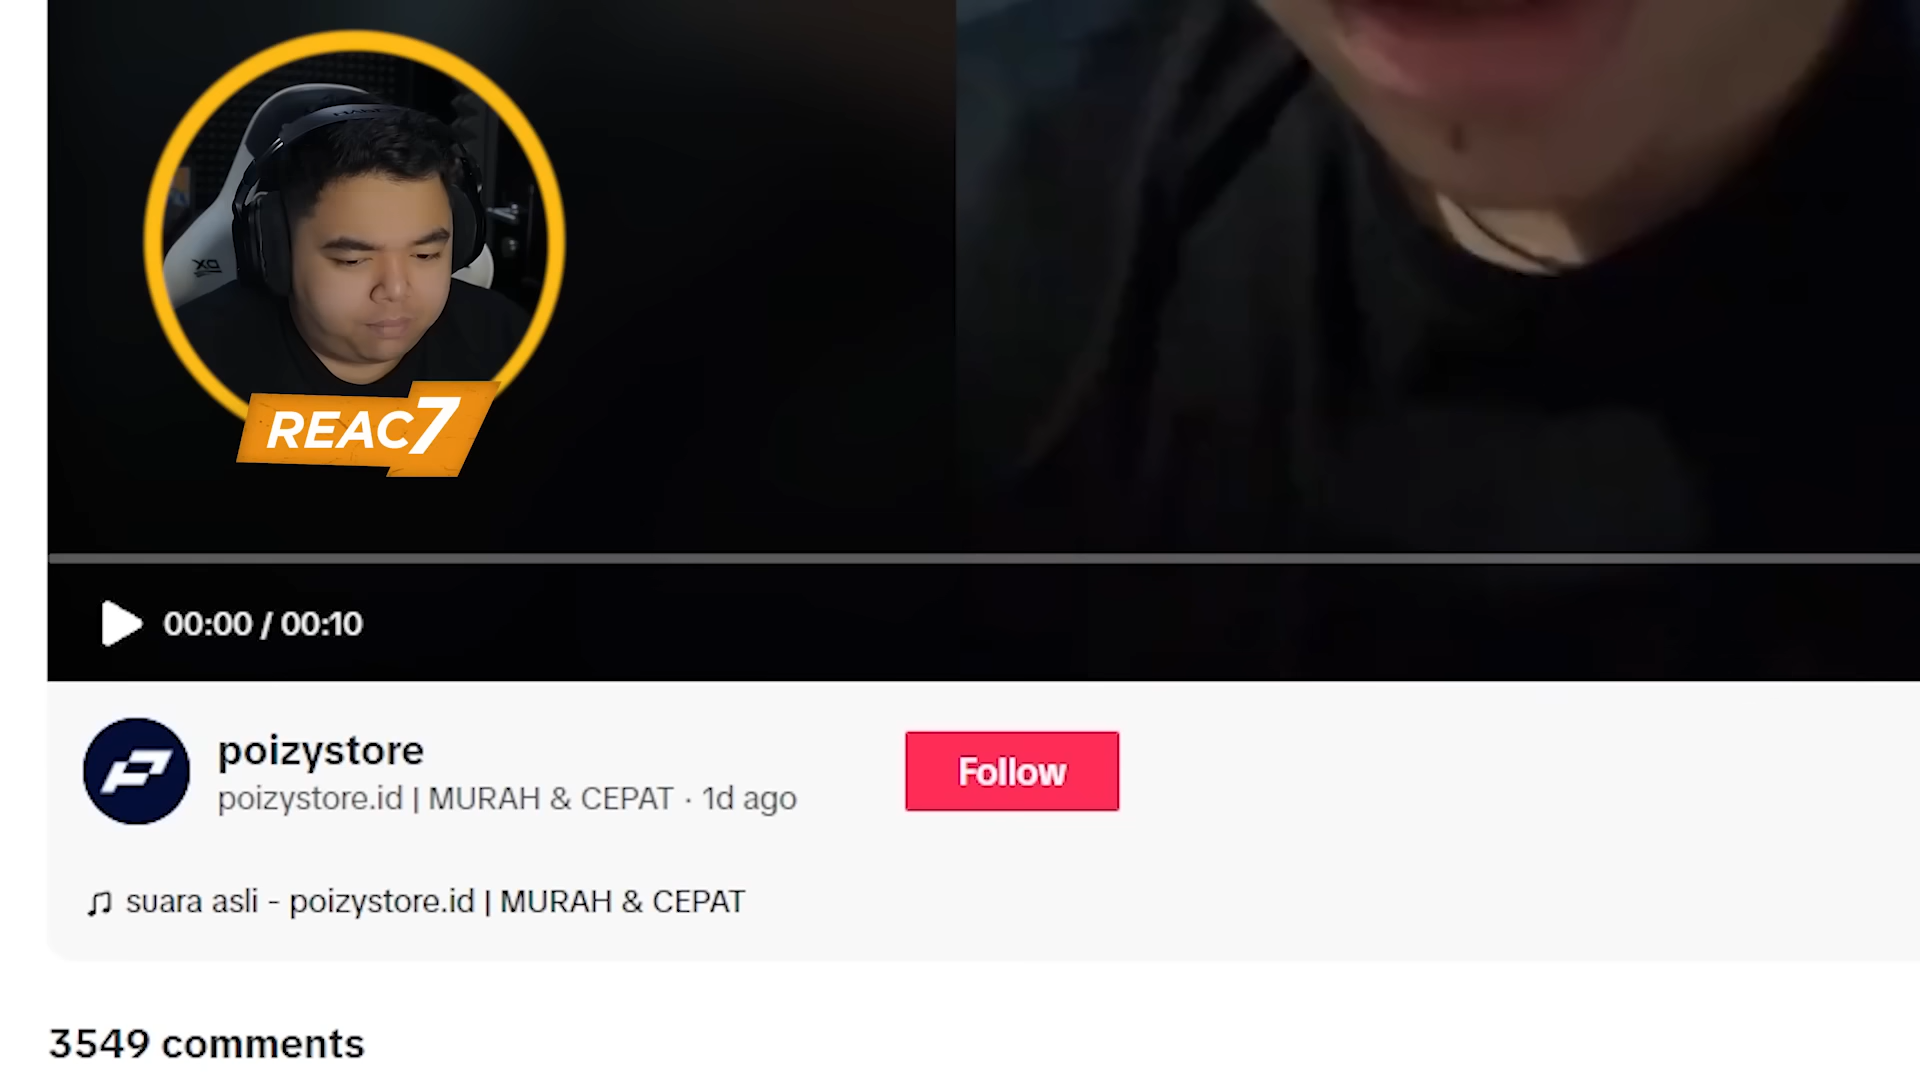 REAC7
00:00 / 00:10
poizystore
poizystore.id | MURAH & CEPAT · 1d ago
Follow
suara asli - poizystore.id | MURAH & CEPAT
3549 comments